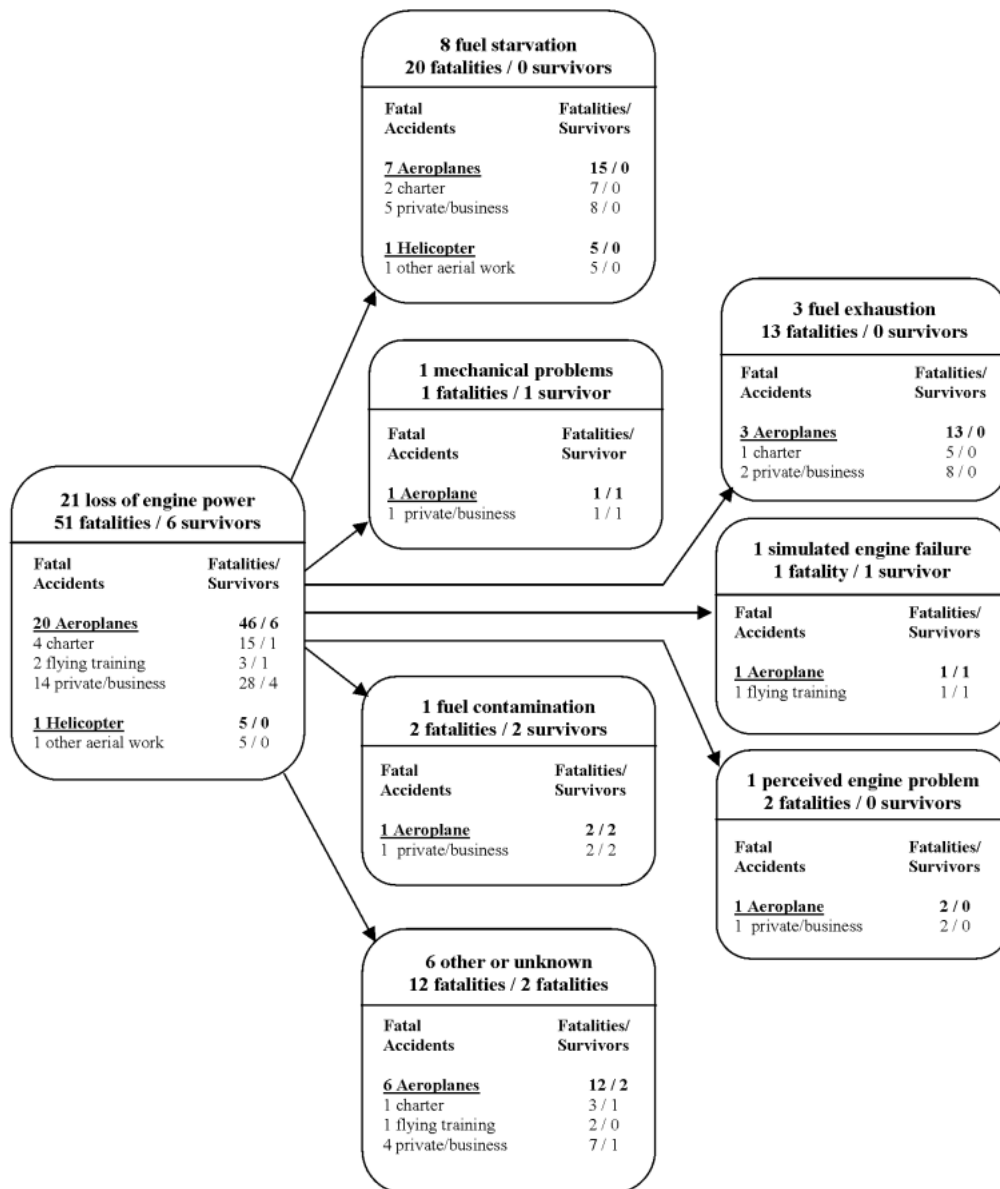 8 fuel starvation
20 fatalities / 0 survivors
Fatal Fatalities/
Accidents Survivors
7 Aeroplanes 15 / 0
2 charter 7 / 0
5 private/business 8 / 0
1 Helicopter 5 / 0
1 other aerial work 5 / 0
1 mechanical problems
1 fatalities / 1 survivor
Fatal Fatalities/
Accidents Survivor
1 Aeroplane 1 / 1
1 private/business 1 / 1
3 fuel exhaustion
13 fatalities / 0 survivors
Fatal Fatalities/
Accidents Survivors
3 Aeroplanes 13 / 0
1 charter 5 / 0
2 private/business 8 / 0
21 loss of engine power
51 fatalities / 6 survivors
Fatal Fatalities/
Accidents Survivors
20 Aeroplanes 46 / 6
4 charter 15 / 1
2 flying training 3 / 1
14 private/business 28 / 4
1 Helicopter 5 / 0
1 other aerial work 5 / 0
1 simulated engine failure
1 fatality / 1 survivor
Fatal Fatalities/
Accidents Survivors
1 Aeroplane 1 / 1
1 flying training 1 / 1
1 fuel contamination
2 fatalities / 2 survivors
Fatal Fatalities/
Accidents Survivors
1 Aeroplane 2 / 2
1 private/business 2 / 2
1 perceived engine problem
2 fatalities / 0 survivors
Fatal Fatalities/
Accidents Survivors
1 Aeroplane 2 / 0
1 private/business 2 / 0
6 other or unknown
12 fatalities / 2 fatalities
Fatal Fatalities/
Accidents Survivors
6 Aeroplanes 12 / 2
1 charter 3 / 1
1 flying training 2 / 0
4 private/business 7 / 1